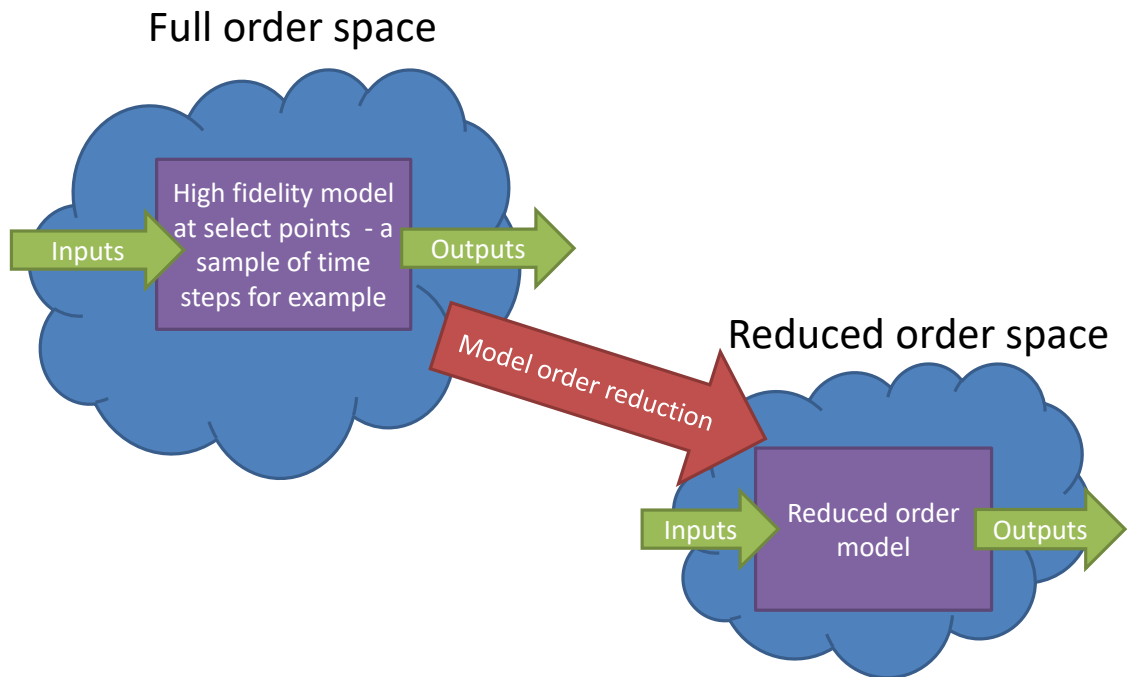 Full order space
High fidelity model
at select points - a
sample of time
steps for example
Inputs
Outputs
Model order reduction
Reduced order space
Reduced order
model
Inputs
Outputs